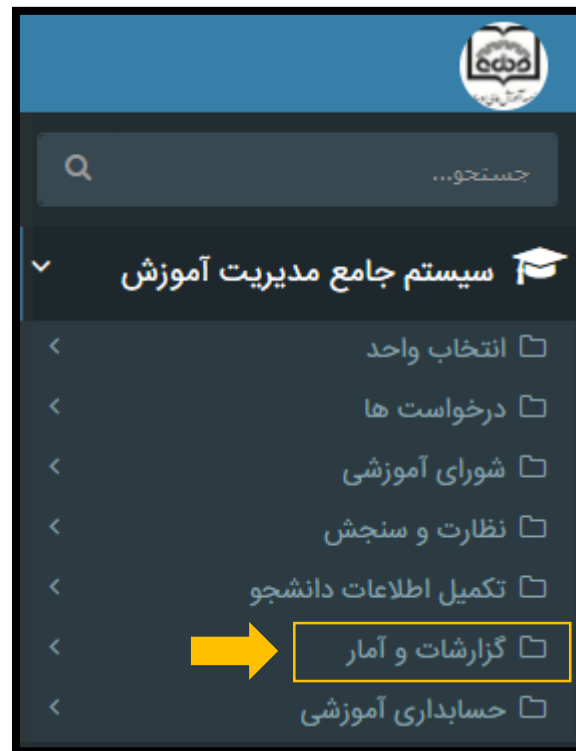 جستجو...
سیستم جامع مدیریت آموزش
انتخاب واحد
درخواست ها
شورای آموزشی
نظارت و سنجش
تکمیل اطلاعات دانشجو
گزارشات و آمار
حسابداری آموزشی